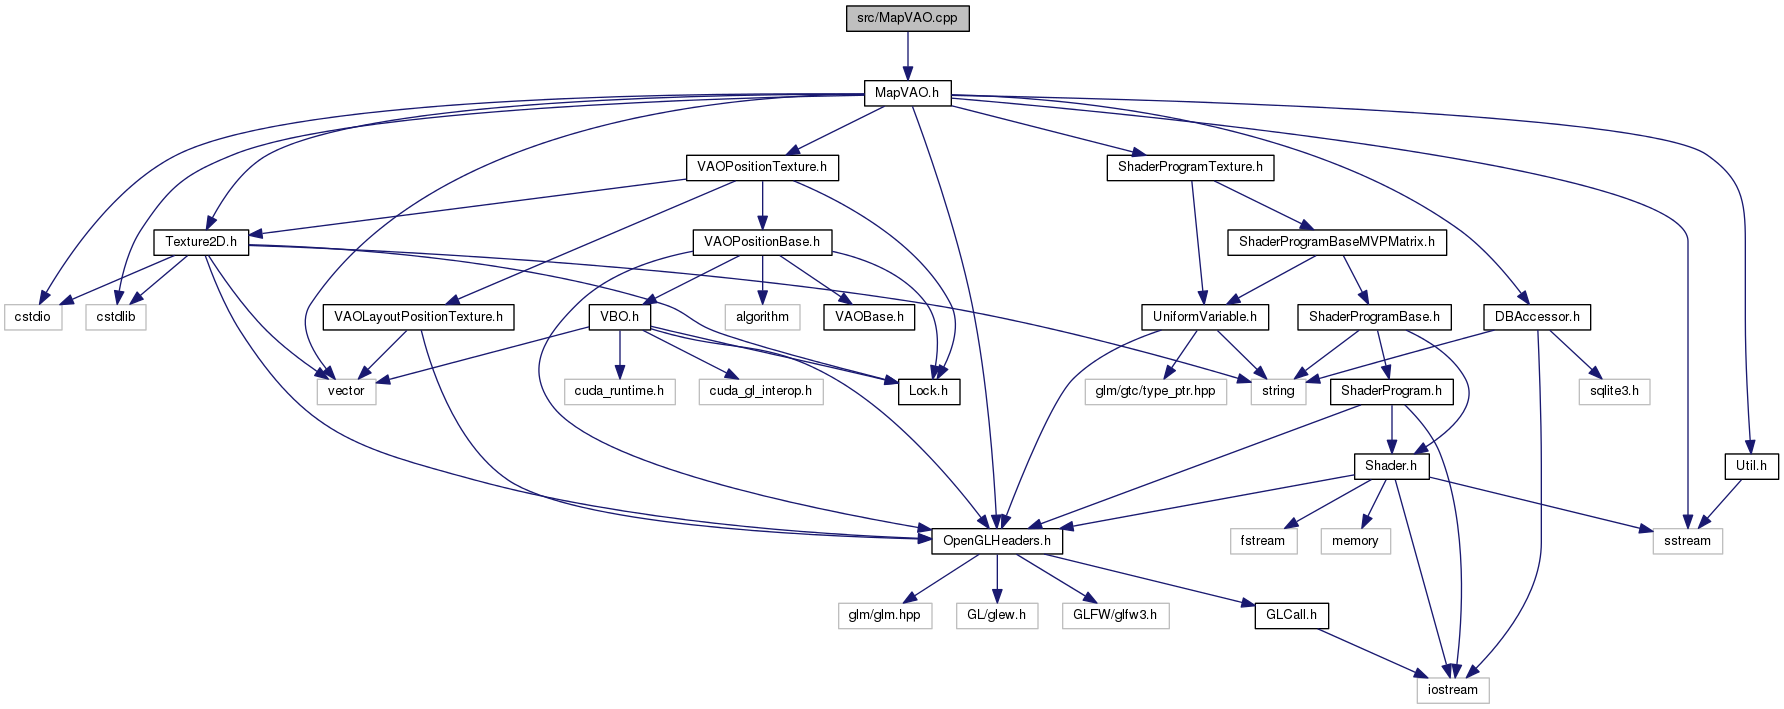 src/MapVAO.cpp
MapVAO.h
VAOPositionTexture.h
ShaderProgramTexture.h
Texture2D.h
VAOPositionBase.h
ShaderProgramBaseMVPMatrix.h
cstdio
cstdlib
VAOLayoutPositionTexture.h
VBO.h
algorithm
VAOBase.h
UniformVariable.h
ShaderProgramBase.h
DBAccessor.h
vector
cuda_runtime.h
cuda_gl_interop.h
Lock.h
glm/gtc/type_ptr.hpp
string
ShaderProgram.h
sqlite3.h
Shader.h
Util.h
OpenGLHeaders.h
fstream
memory
sstream
glm/glm.hpp
GL/glew.h
GLFW/glfw3.h
GLCall.h
iostream